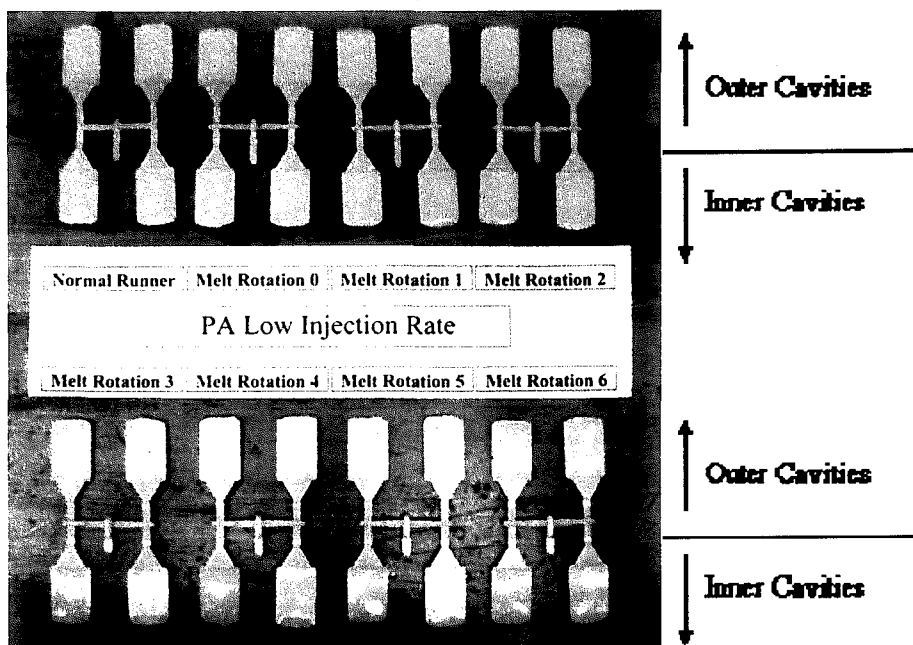 Outer Cavities
Inner Cavities
Normal Runner Melt Rotation 0 Melt Rotation 1 Melt Rotation 2
PA Low Injection Rate
Melt Rotation 3 Melt Rotation 4 Melt Rotation 5 Melt Rotation 6
Outer Cavities
Inner Cavities